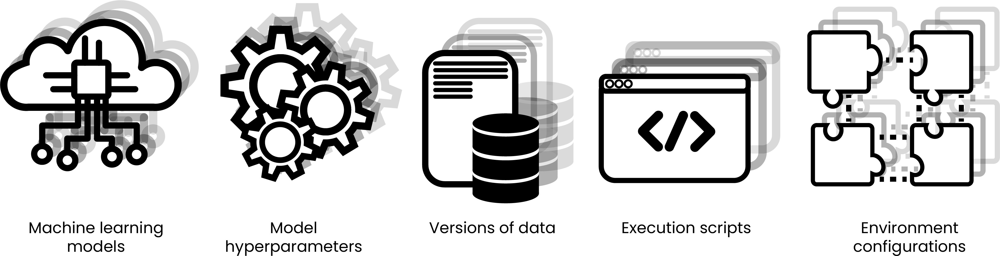 Machine learning
models
Model
hyperparameters
Versions of data
</>
Execution scripts
Environment
configurations